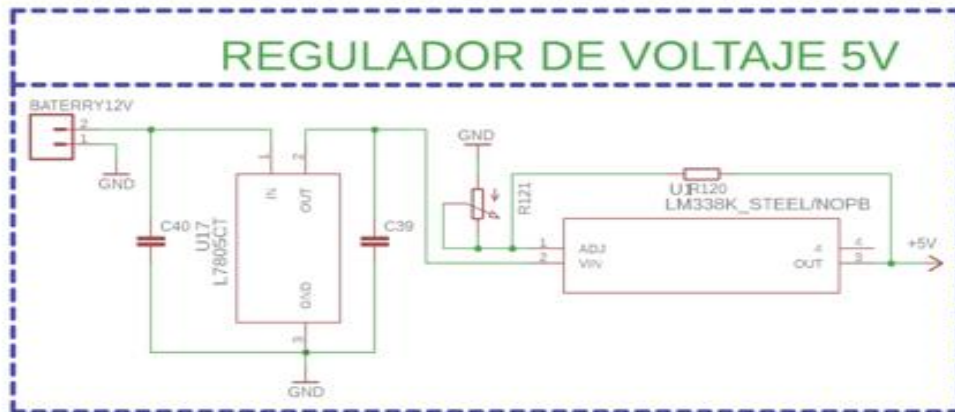 REGULADOR DE VOLTAJE 5V
BATERRY12V
2
1
GND
C40
U17
L7805CT
1
IN
2
OUT
GND
3
GND
C39
GND
R121
R120
LM338K_STEEL/NOPB
1
ADJ
2
VIN
4
4
OUT
3
+5V